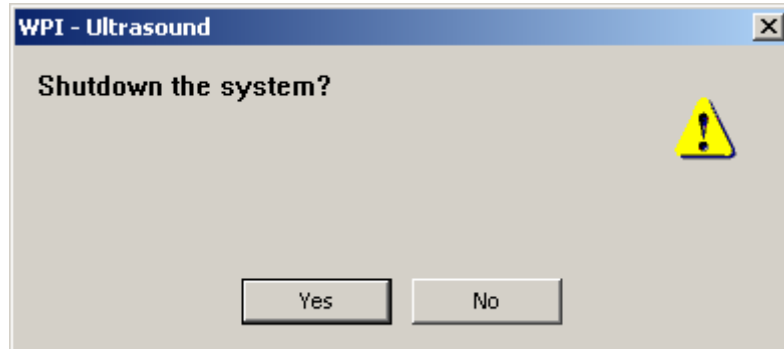 WPI - Ultrasound
Shutdown the system?
Yes
No